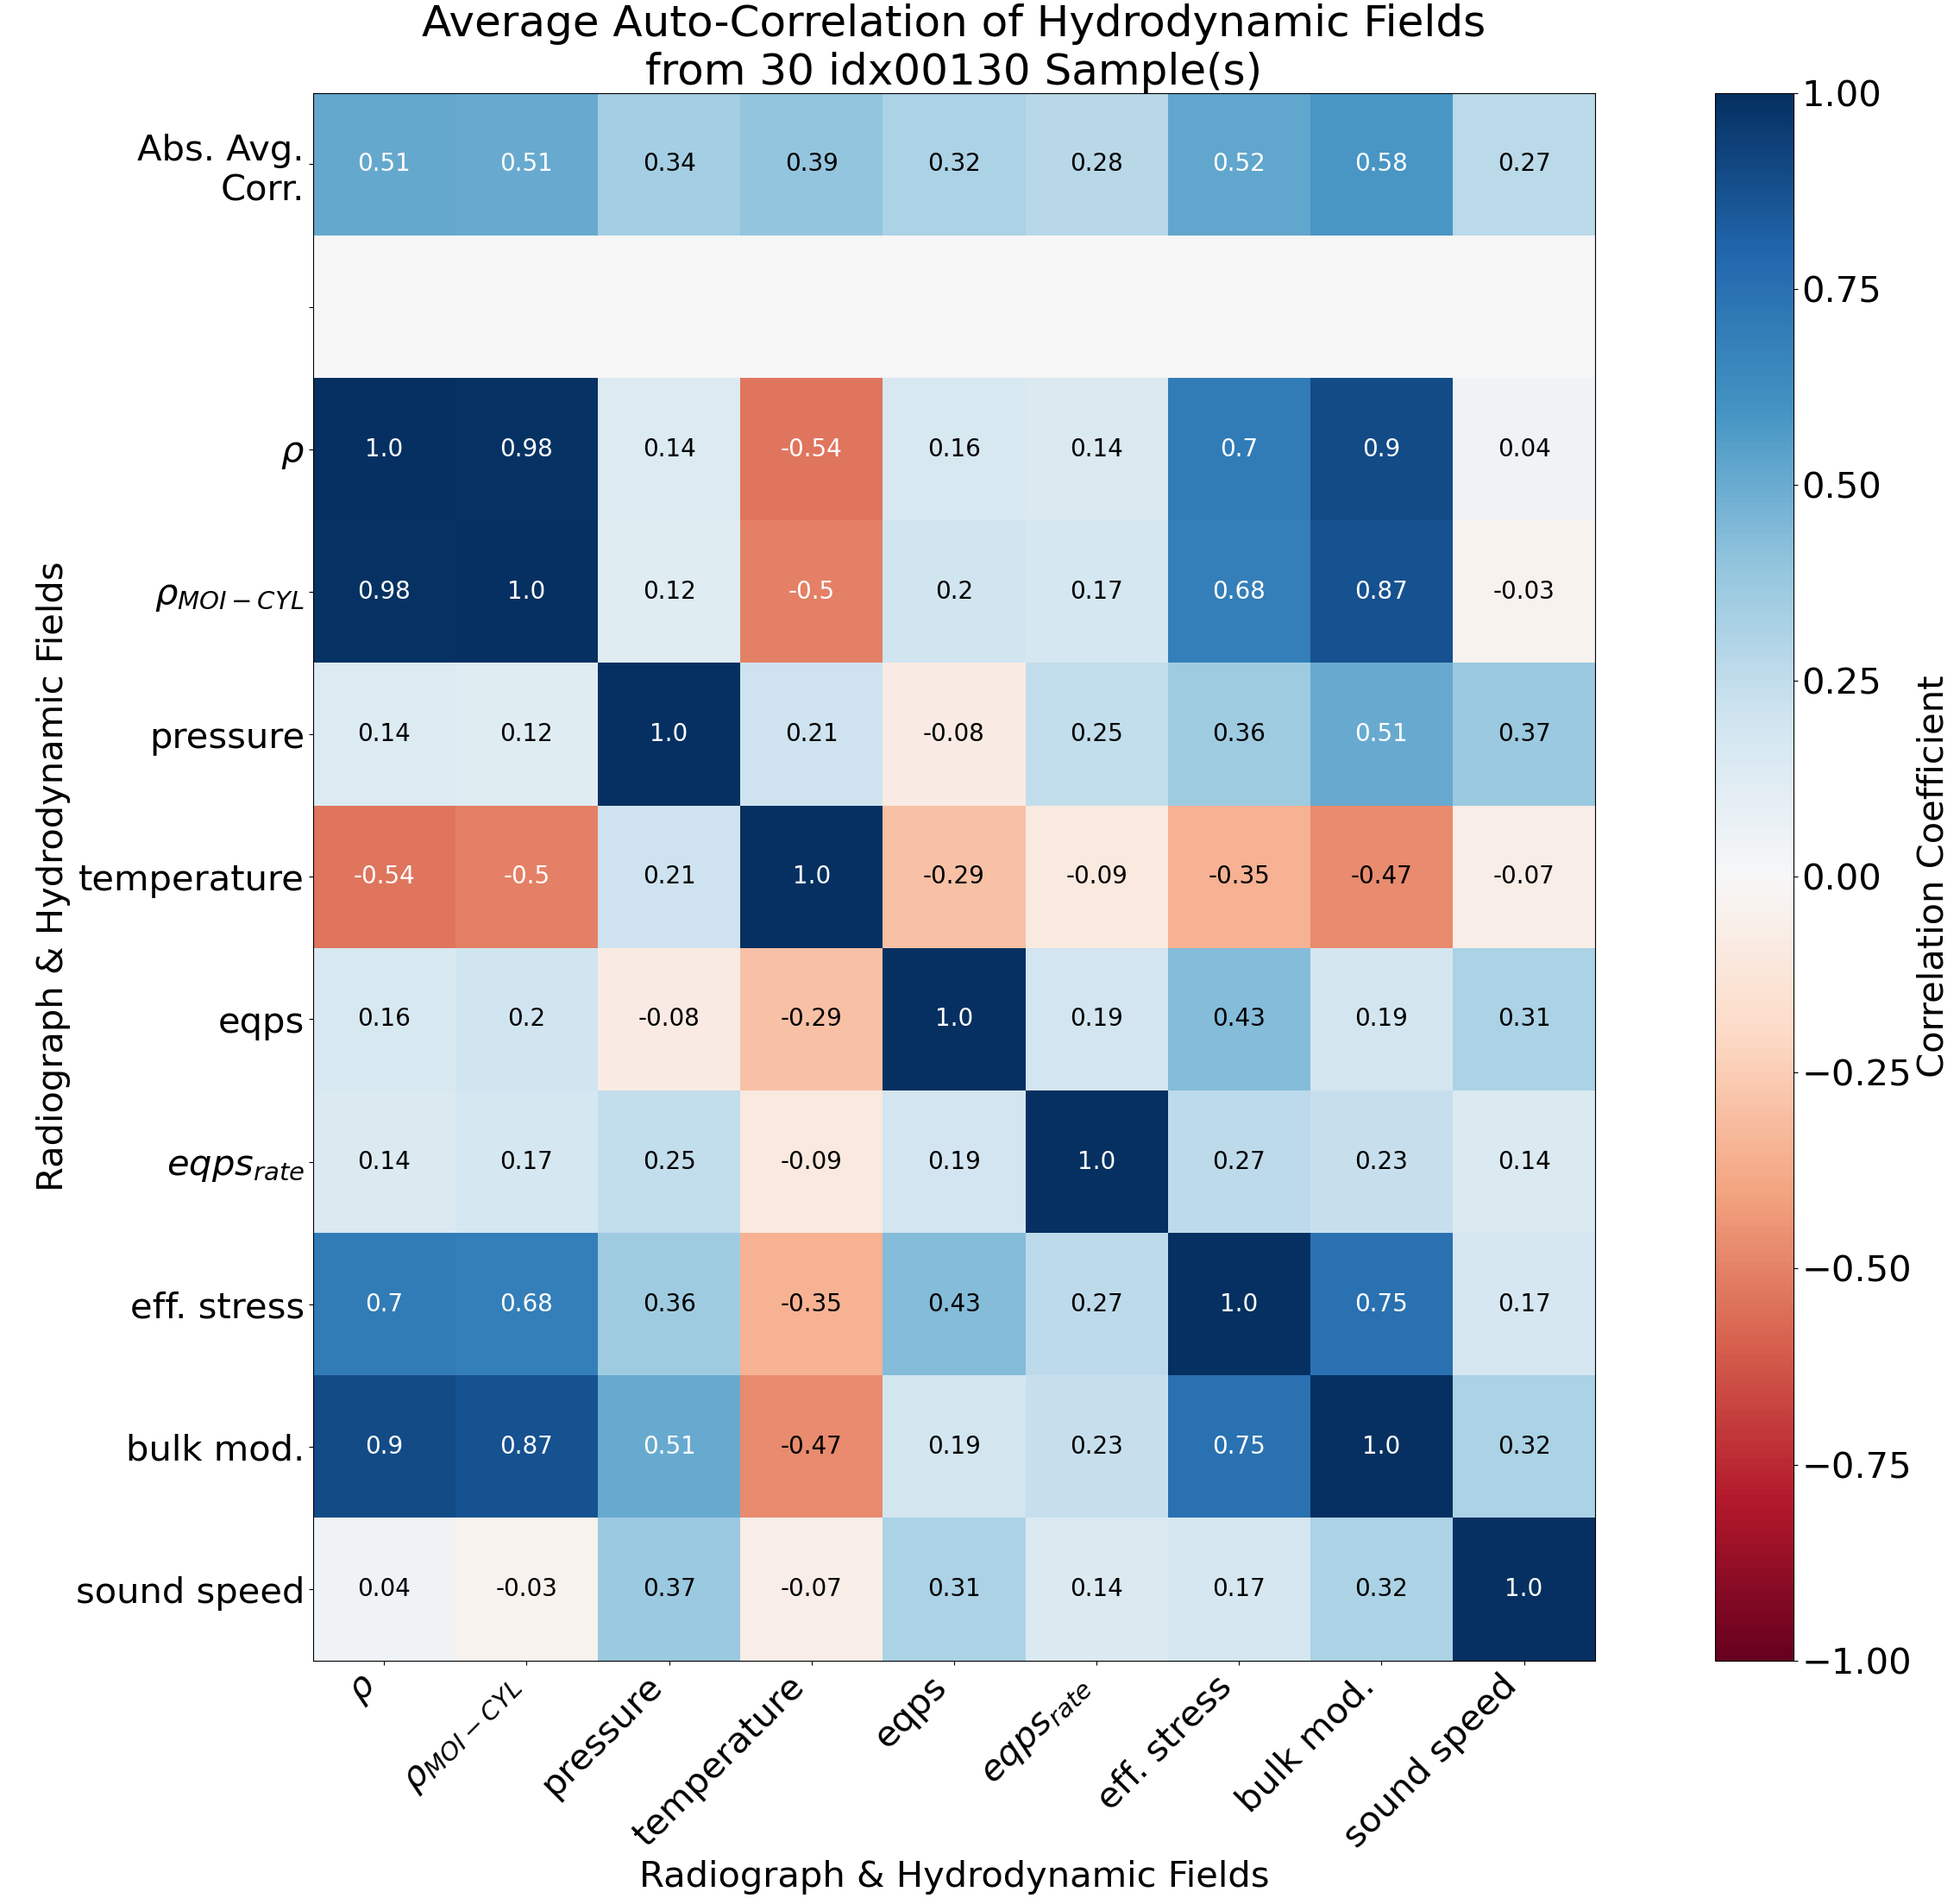 Average Auto-Correlation of Hydrodynamic Fields
from 30 idx00130 Sample(s)
Abs. Avg.
Corr.
0.51 0.51 0.34 0.39 0.32 0.28 0.52 0.58 0.27
ρ 1.0 0.98 0.14 -0.54 0.16 0.14 0.7 0.9 0.04
ρMOI−CYL 0.98 1.0 0.12 -0.5 0.2 0.17 0.68 0.87 -0.03
pressure 0.14 0.12 1.0 0.21 -0.08 0.25 0.36 0.51 0.37
temperature -0.54 -0.5 0.21 1.0 -0.29 -0.09 -0.35 -0.47 -0.07
eqps 0.16 0.2 -0.08 -0.29 1.0 0.19 0.43 0.19 0.31
eqpsrate 0.14 0.17 0.25 -0.09 0.19 1.0 0.27 0.23 0.14
eff. stress 0.7 0.68 0.36 -0.35 0.43 0.27 1.0 0.75 0.17
bulk mod. 0.9 0.87 0.51 -0.47 0.19 0.23 0.75 1.0 0.32
sound speed 0.04 -0.03 0.37 -0.07 0.31 0.14 0.17 0.32 1.0
ρ ρMOI−CYL pressure temperature eqps eqpsrate eff. stress bulk mod. sound speed
Radiograph & Hydrodynamic Fields
Radiograph & Hydrodynamic Fields
1.00
0.75
0.50
0.25
0.00
−0.25
−0.50
−0.75
−1.00
Correlation Coefficient